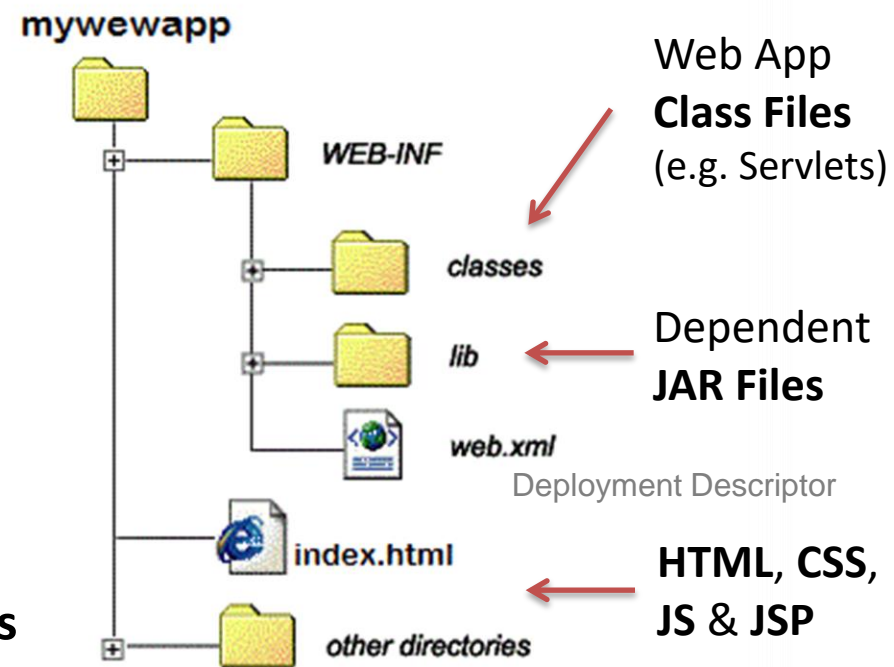 mywewapp
Web App
Class Files
(e.g. Servlets)
WEB-INF
classes
Dependent
JAR Files
lib
web.xml
Deployment Descriptor
index.html
HTML, CSS,
JS & JSP
s
other directories